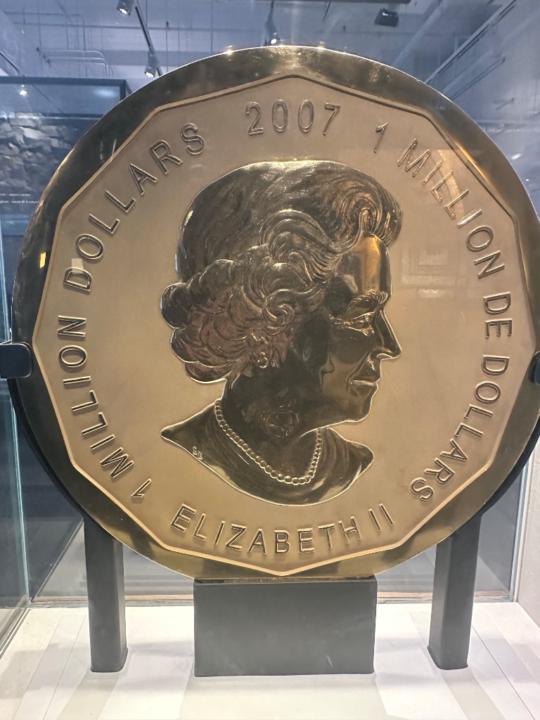 1 MILLION DOLLARS
2007
1 MILLION DE DOLLARS
ELIZABETH II